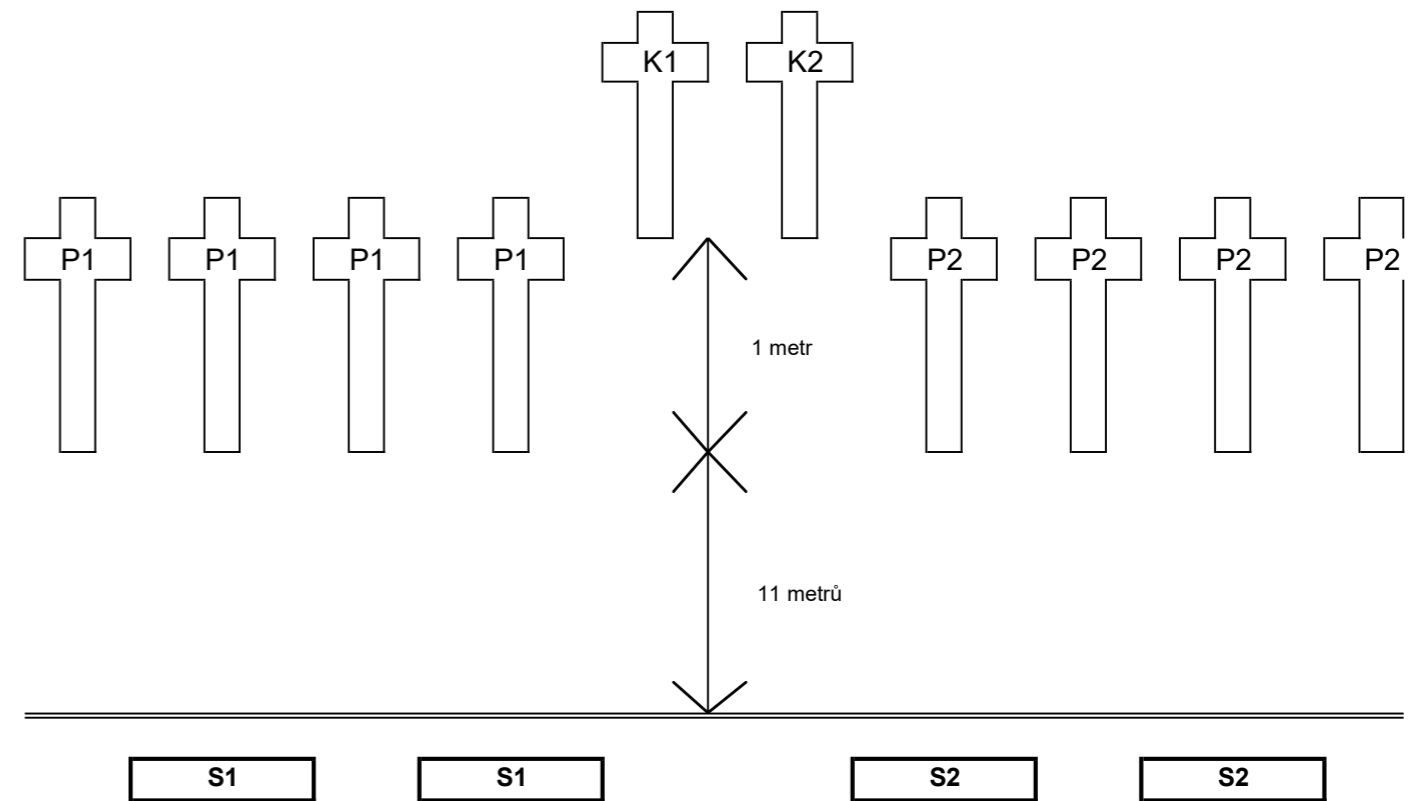 K1 K2
P1 P1 P1 P1 P2 P2 P2 P2
1 metr
11 metrů
S1 S1 S2 S2